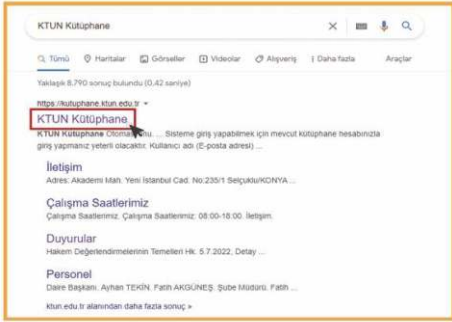 KTUN Kütüphane
Tümü Haritalar Görseller Videolar Alışveriş Daha fazla Araçlar
Yaklaşık 8.790 sonuç bulundu (0,42 saniye)
https://kutuphane.ktun.edu.tr
KTUN Kütüphane
KTUN Kütüphane ... Sisteme giriş yapabilmek için mevcut kütüphane hesabınızla
giriş yapmanız yeterli olacaktır. Kullanıcı adı (E-posta adresi) ...
İletişim
Adres: Akademi Mah. Yeni İstanbul Cad. No:235/1 Selçuklu/KONYA ...
Çalışma Saatlerimiz
Çalışma Saatlerimiz. Çalışma Saatlerimiz: 08:00-18:00. İletişim.
Duyurular
Hakem Değerlendirmelerinin Temelleri Hk. 5.7.2022, Detay ...
Personel
Daire Başkanı. Ayhan TEKİN. Fatih AKGÜNEŞ. Şube Müdürü. Fatih ...
ktun.edu.tr alanından daha fazla sonuç »